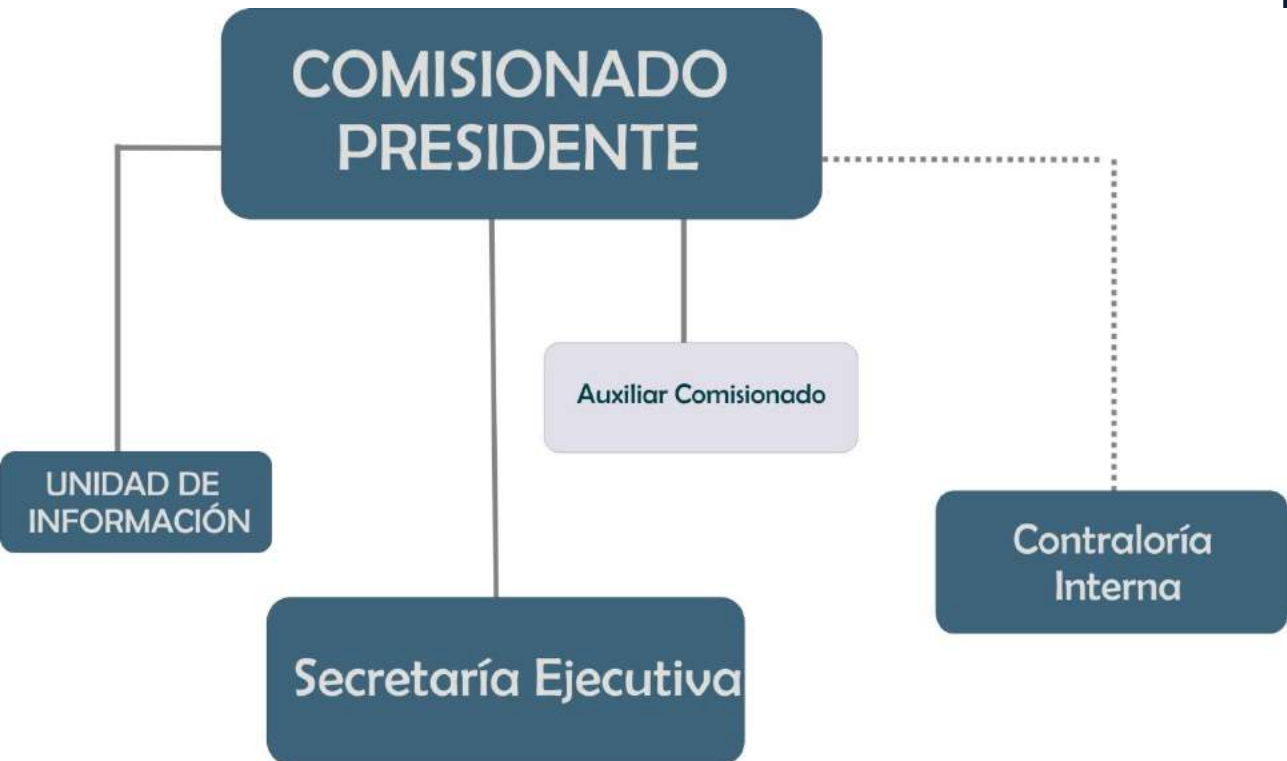 COMISIONADO
PRESIDENTE
Auxiliar Comisionado
UNIDAD DE
INFORMACIÓN
Contraloría
Interna
Secretaría Ejecutiva